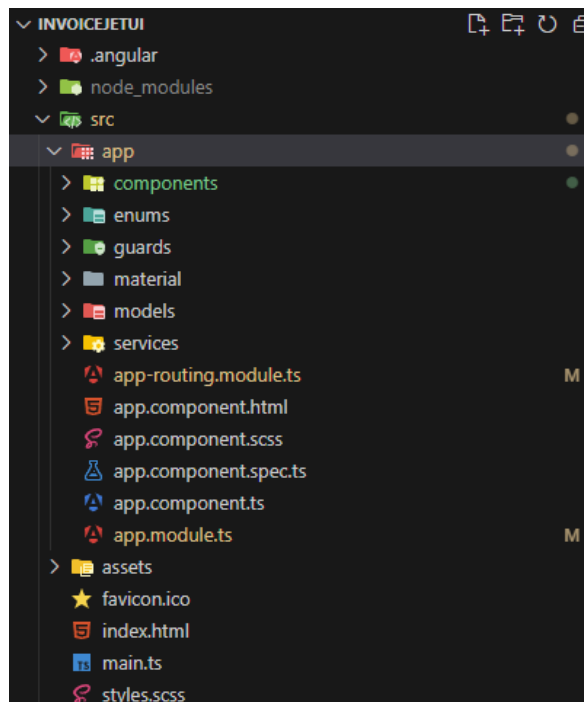 INVOICEJETUI
.angular
node_modules
src
app
components
enums
guards
material
models
services
app-routing.module.ts M
app.component.html
app.component.scss
app.component.spec.ts
app.component.ts
app.module.ts M
assets
favicon.ico
index.html
TS main.ts
styles.scss